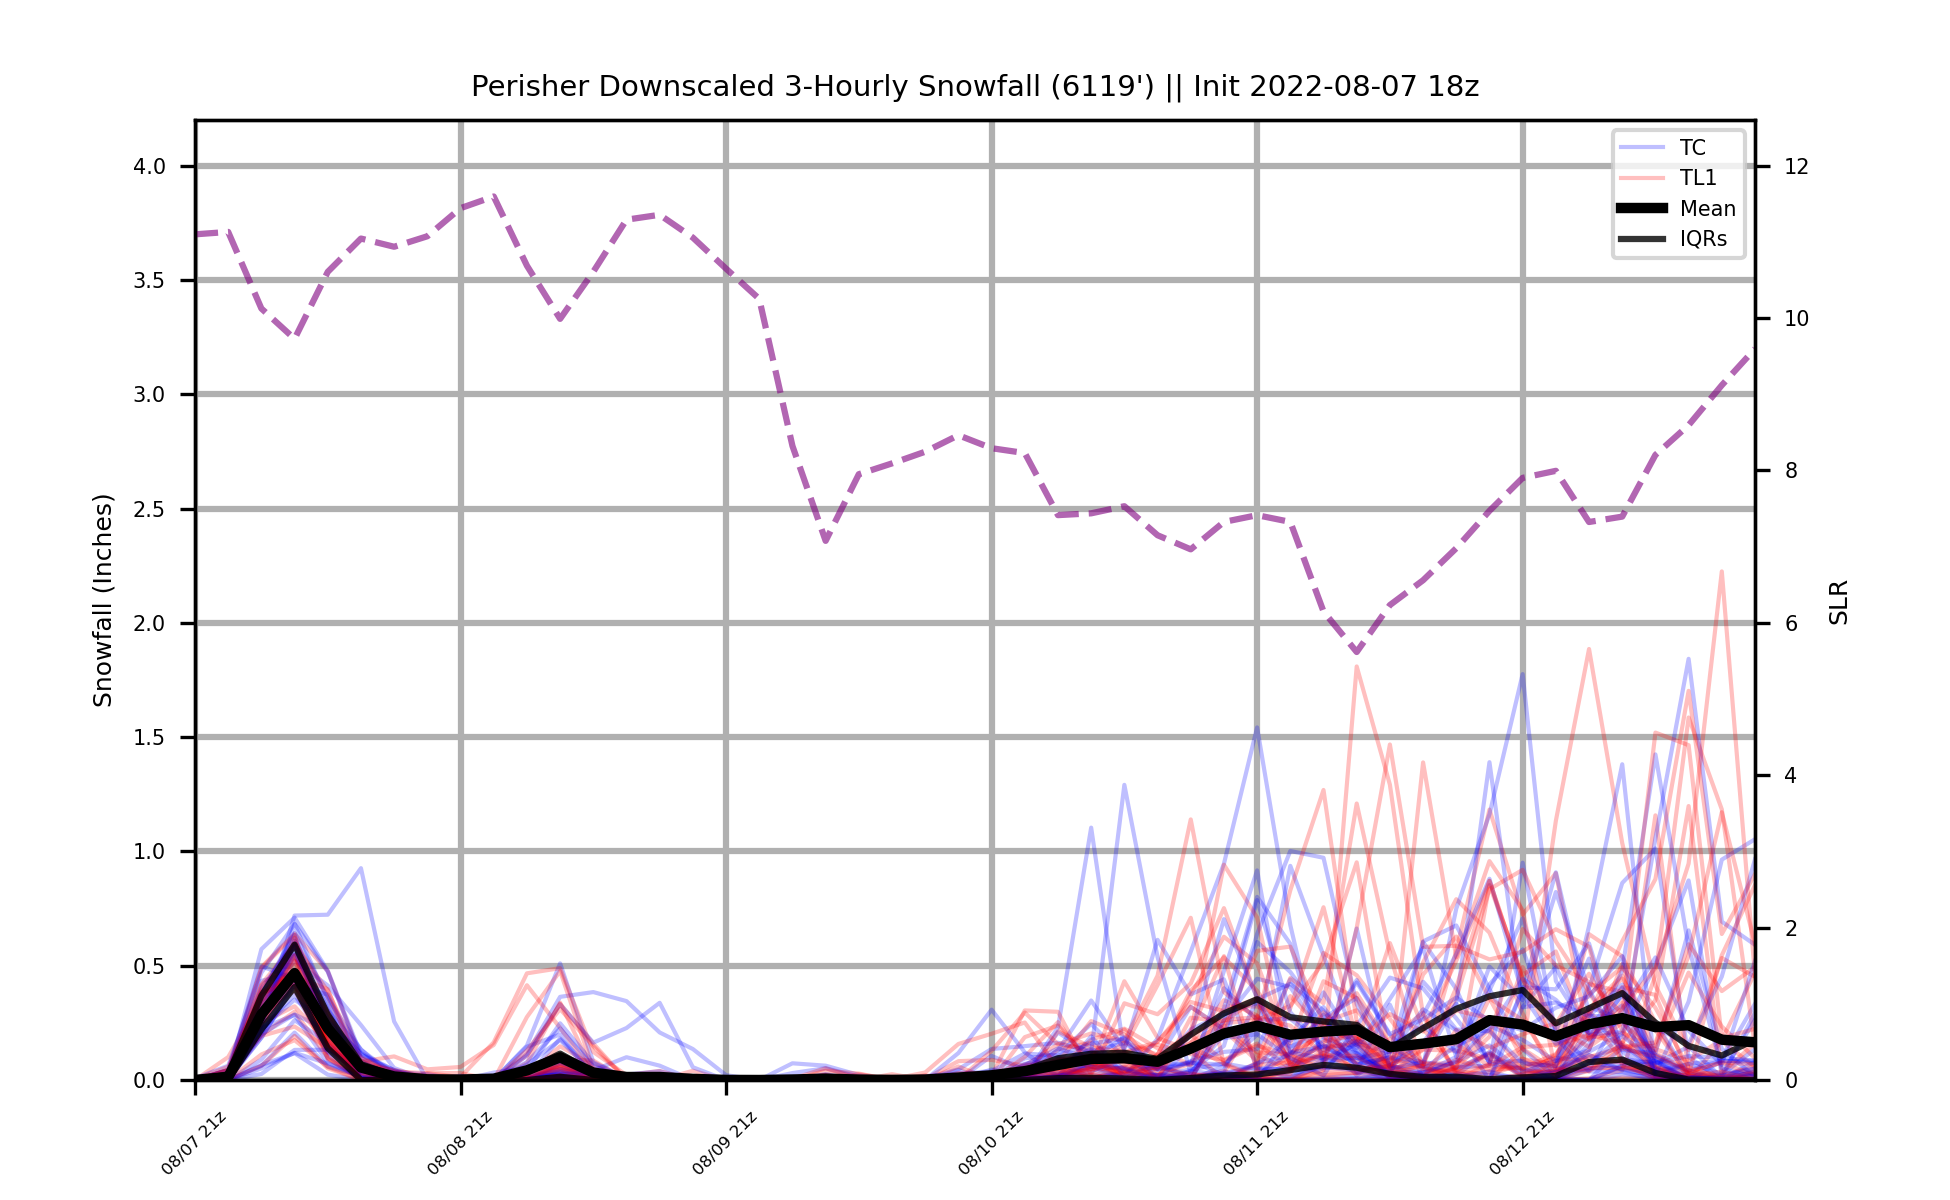 Perisher Downscaled 3-Hourly Snowfall (6119') || Init 2022-08-07 18z
TC
TL1
Mean
IQRs
4.0
3.5
3.0
2.5
2.0
1.5
1.0
0.5
0.0
Snowfall (Inches)
12
10
8
6
4
2
0
SLR
08/07 21z
08/08 21z
08/09 21z
08/10 21z
08/11 21z
08/12 21z